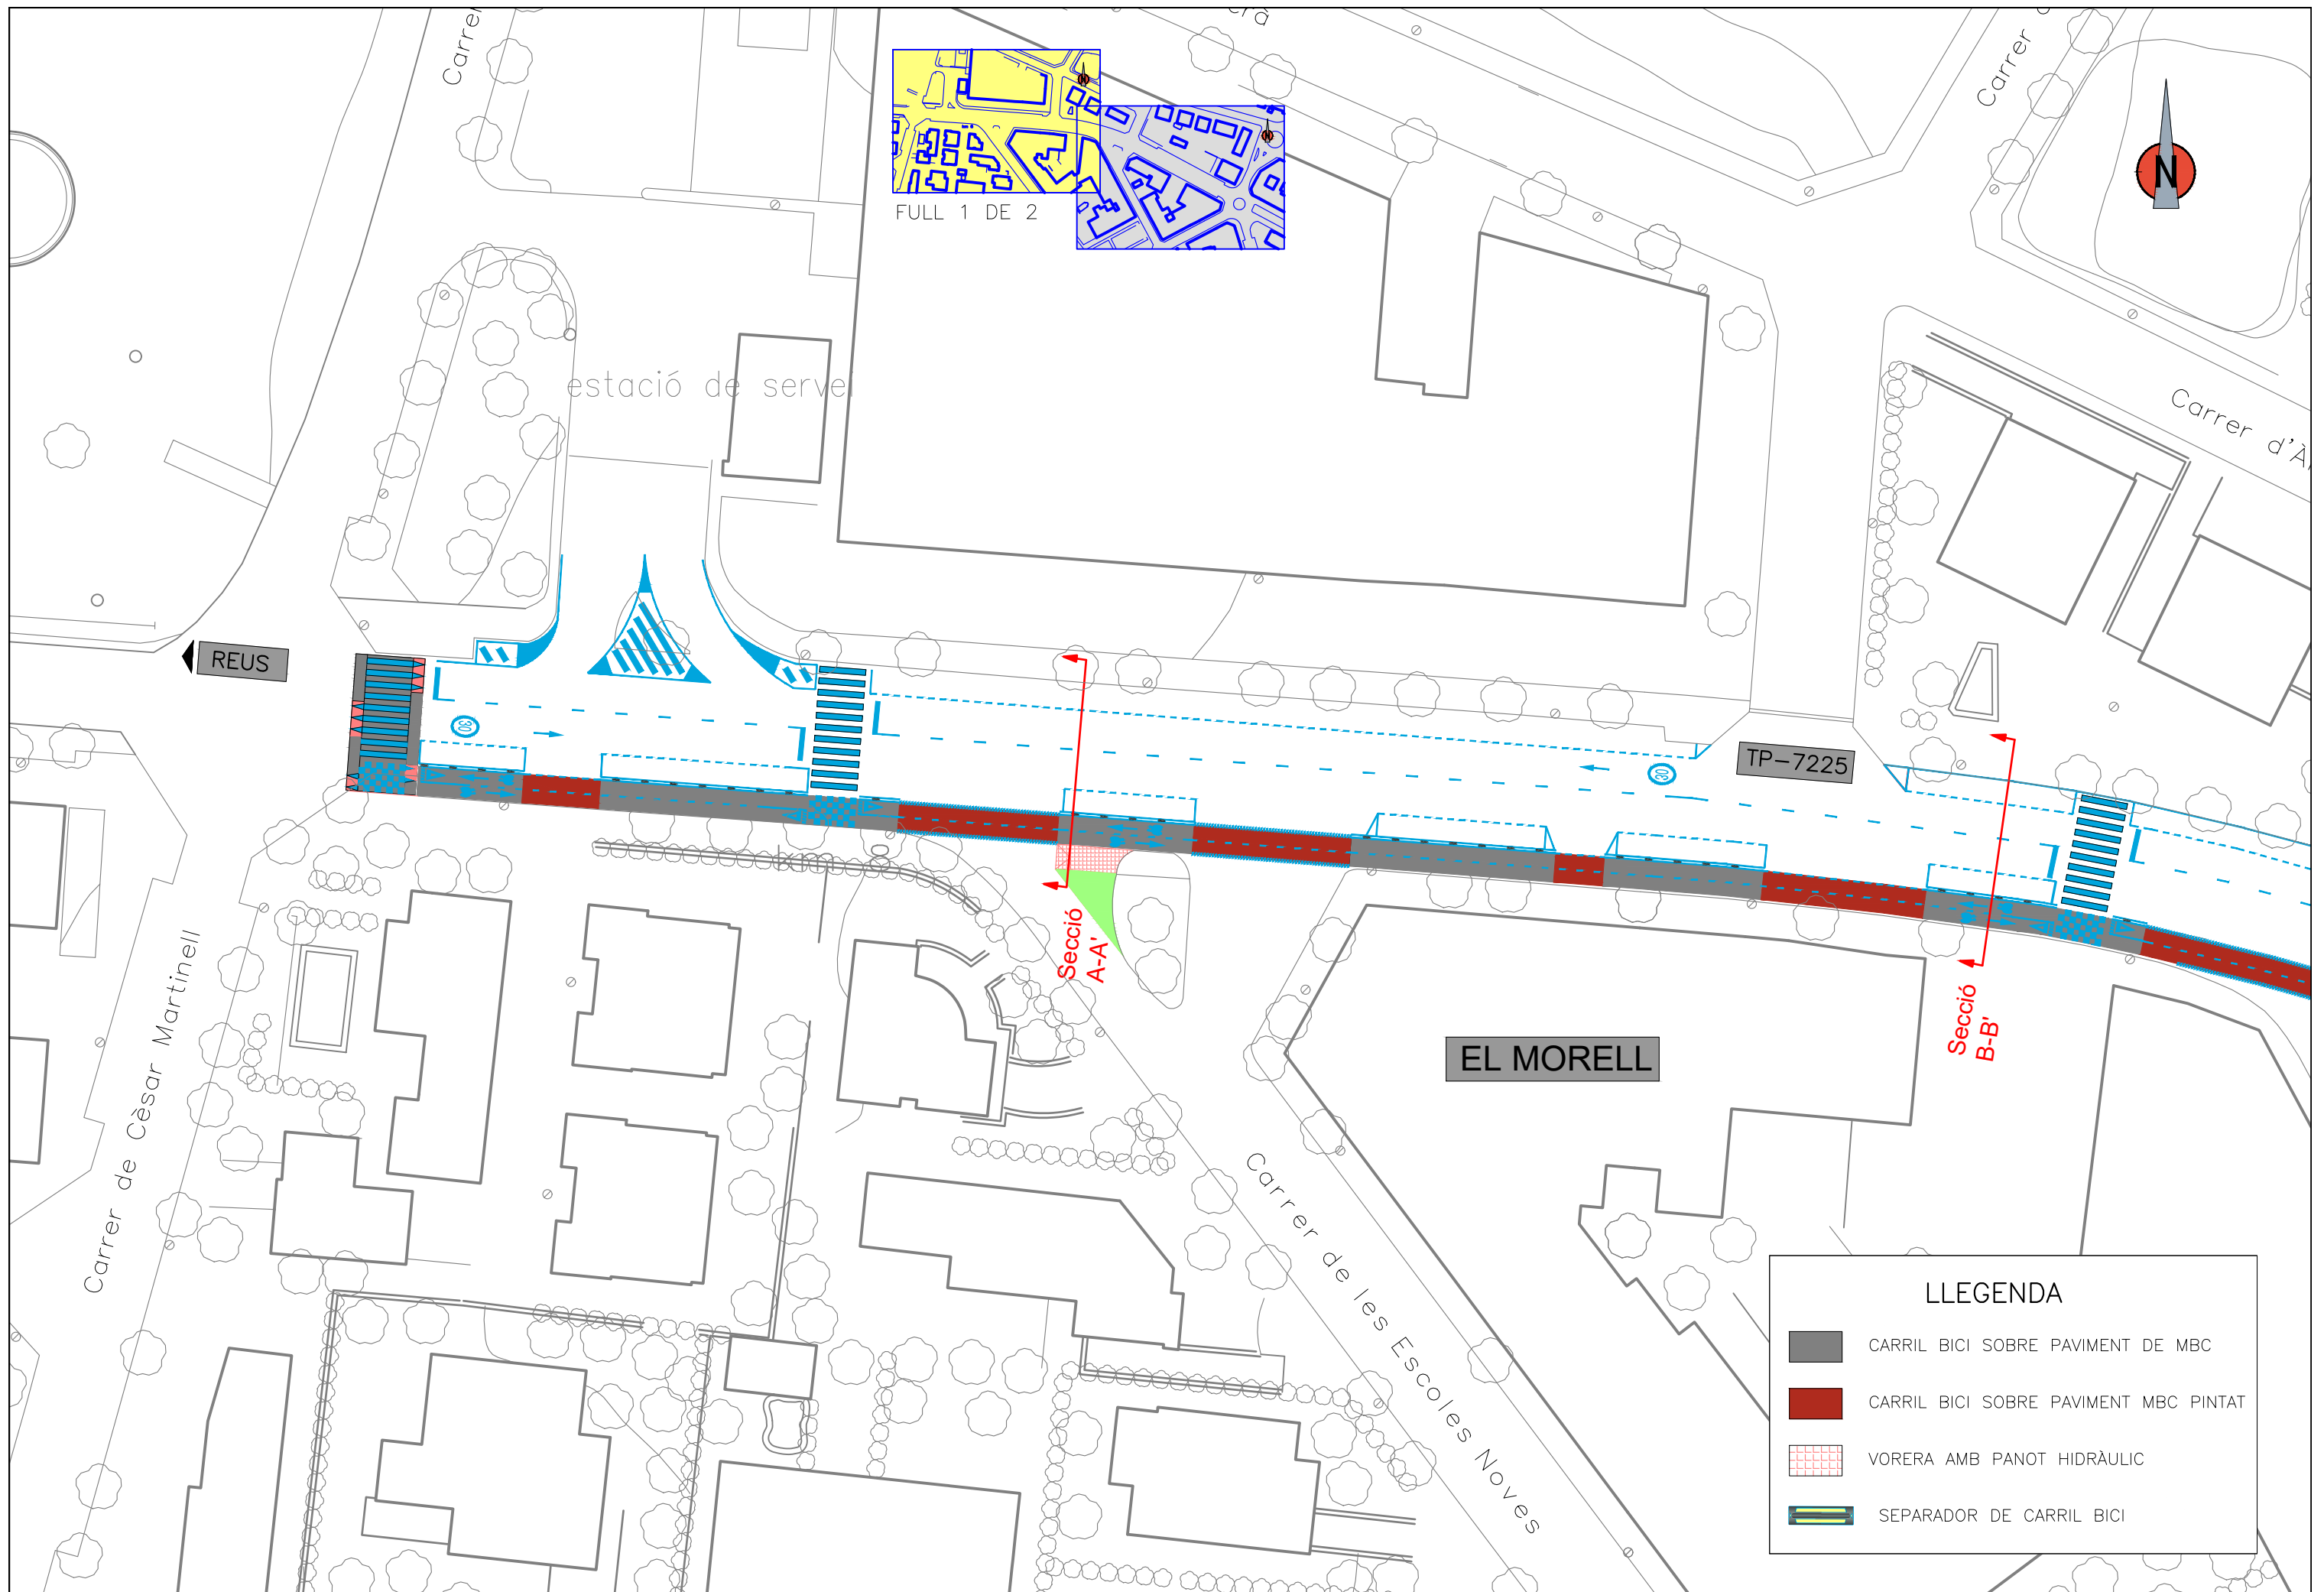 Carrer
Carrer
FULL 1 DE 2
N
estació de servei
Carrer d'À
REUS
30
TP-7225
30
km
Secció
A-A'
Secció
B-B'
EL MORELL
Carrer de Cèsar Martinell
Carrer de les Escoles Noves
LLEGENDA
CARRIL BICI SOBRE PAVIMENT DE MBC
CARRIL BICI SOBRE PAVIMENT MBC PINTAT
VORERA AMB PANOT HIDRÀULIC
SEPARADOR DE CARRIL BICI